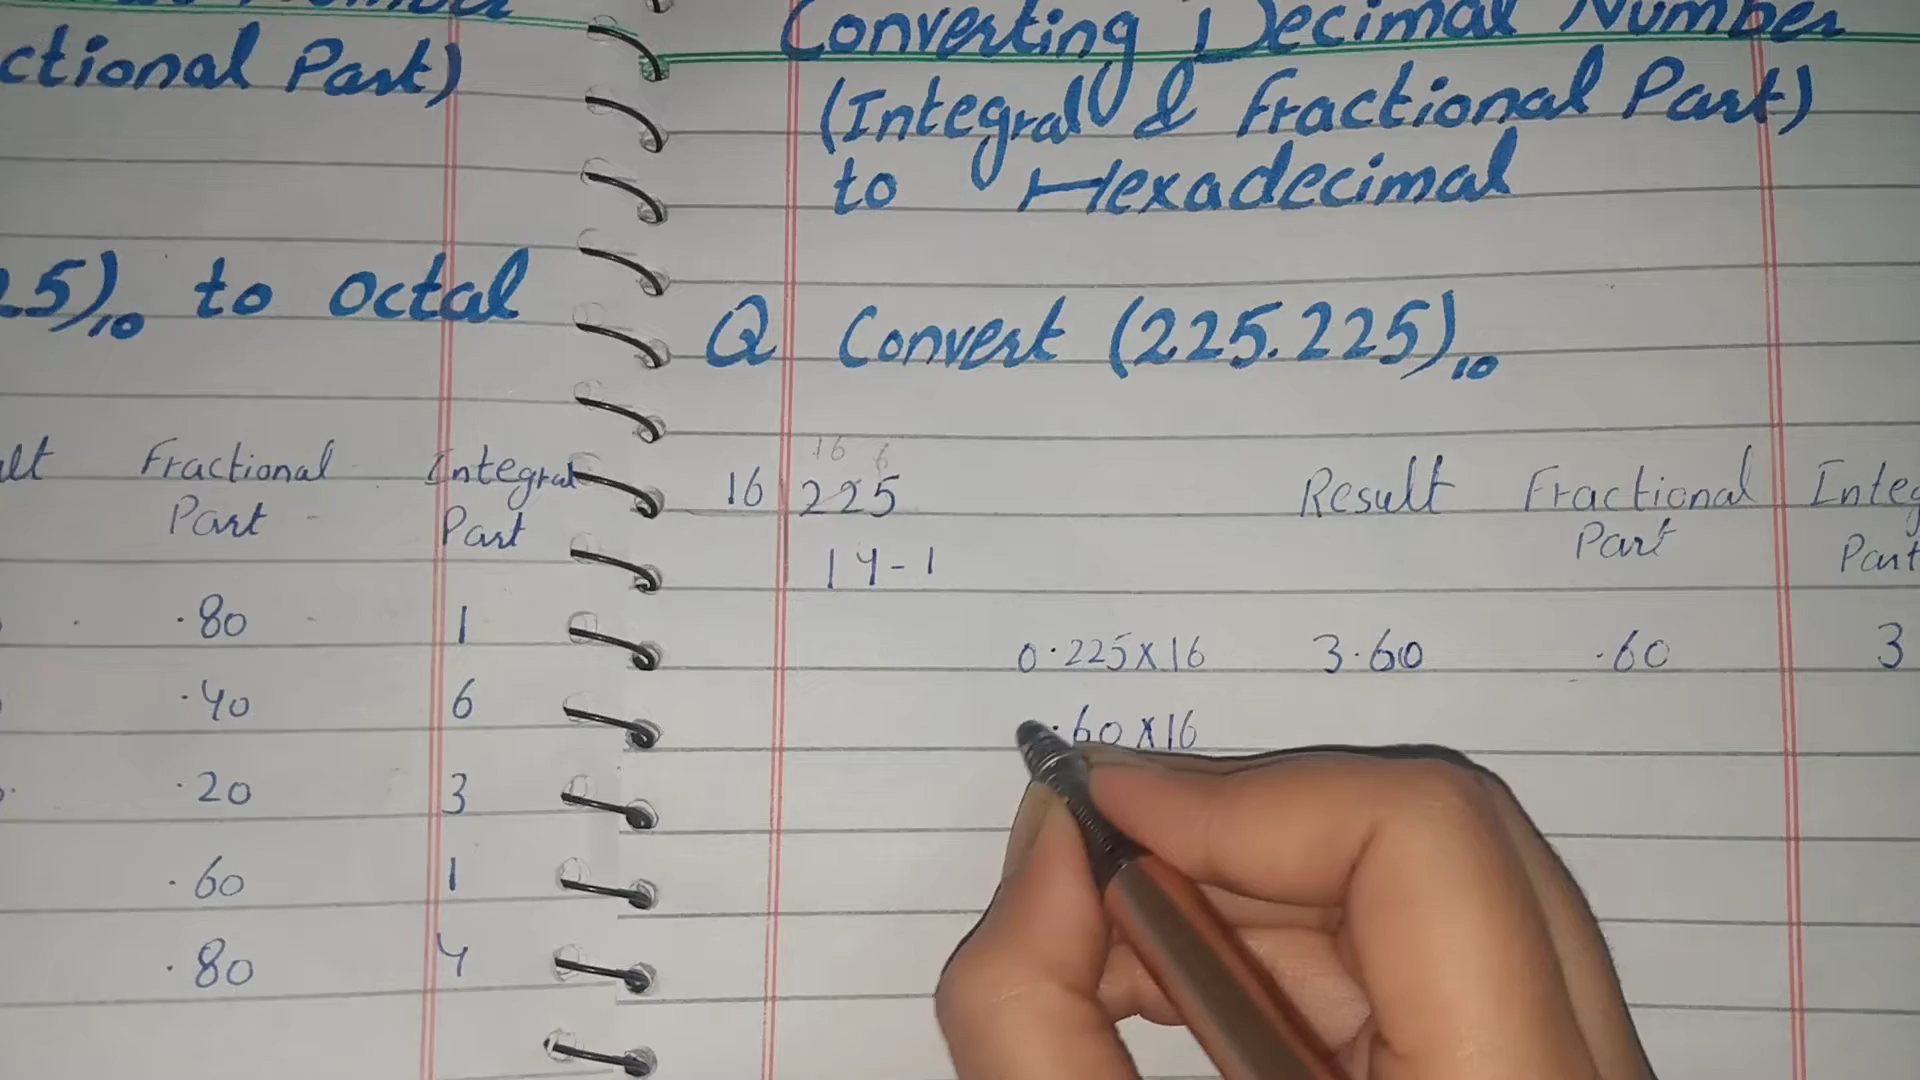 ctional Part)
25)10 to Octal
Fractional Integral
Part Part
.80 1
.40 6
.20 3
.60 1
.80 4
Converting Decimal Number
(Integral & Fractional Part)
to Hexadecimal
Q Convert (225.225)10
16 6
16 225 Result Fractional Integ
14-1 Part Part
0.225x16 3.60 .60 3
.60x16